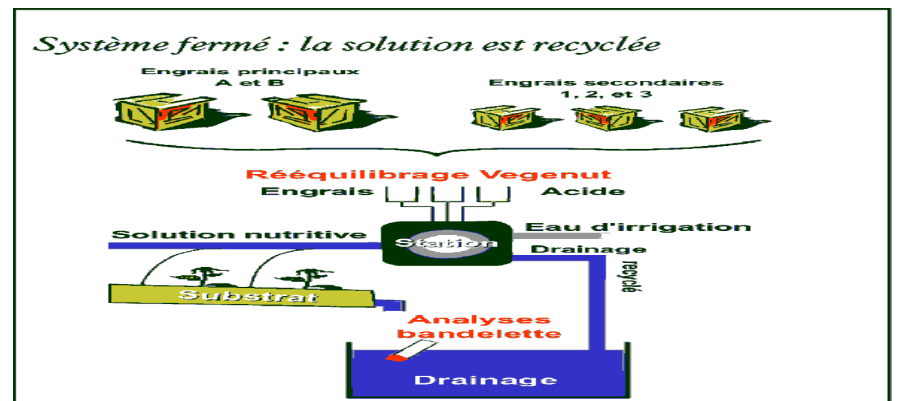 Système fermé : la solution est recyclée
Engrais principaux
A et B
Engrais secondaires
1, 2, et 3
Rééquilibrage Vegenut
Engrais
Acide
Solution nutritive
Station
Eau d'irrigation
Drainage
recyclé
Substrat
Analyses
bandelette
Drainage